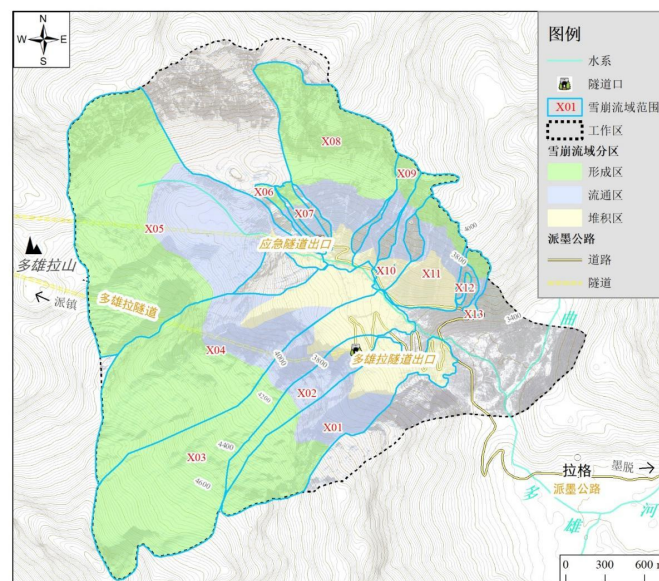 N
W E
S
图例
水系
隧道口
X01 雪崩流域范围
工作区
雪崩流域分区
形成区
流通区
堆积区
派墨公路
道路
隧道
X08
X09
X06
X07
4000
X05
应急隧道出口
3800
多雄拉山
派镇
X10
X11
X12
X13
多雄拉隧道
3400
曲
X04
4000
3800
多雄拉隧道出口
X02
4200
X01
4400
X03
4600
拉格
墨脱
派墨公路
多
雄
河
0 300 600 m